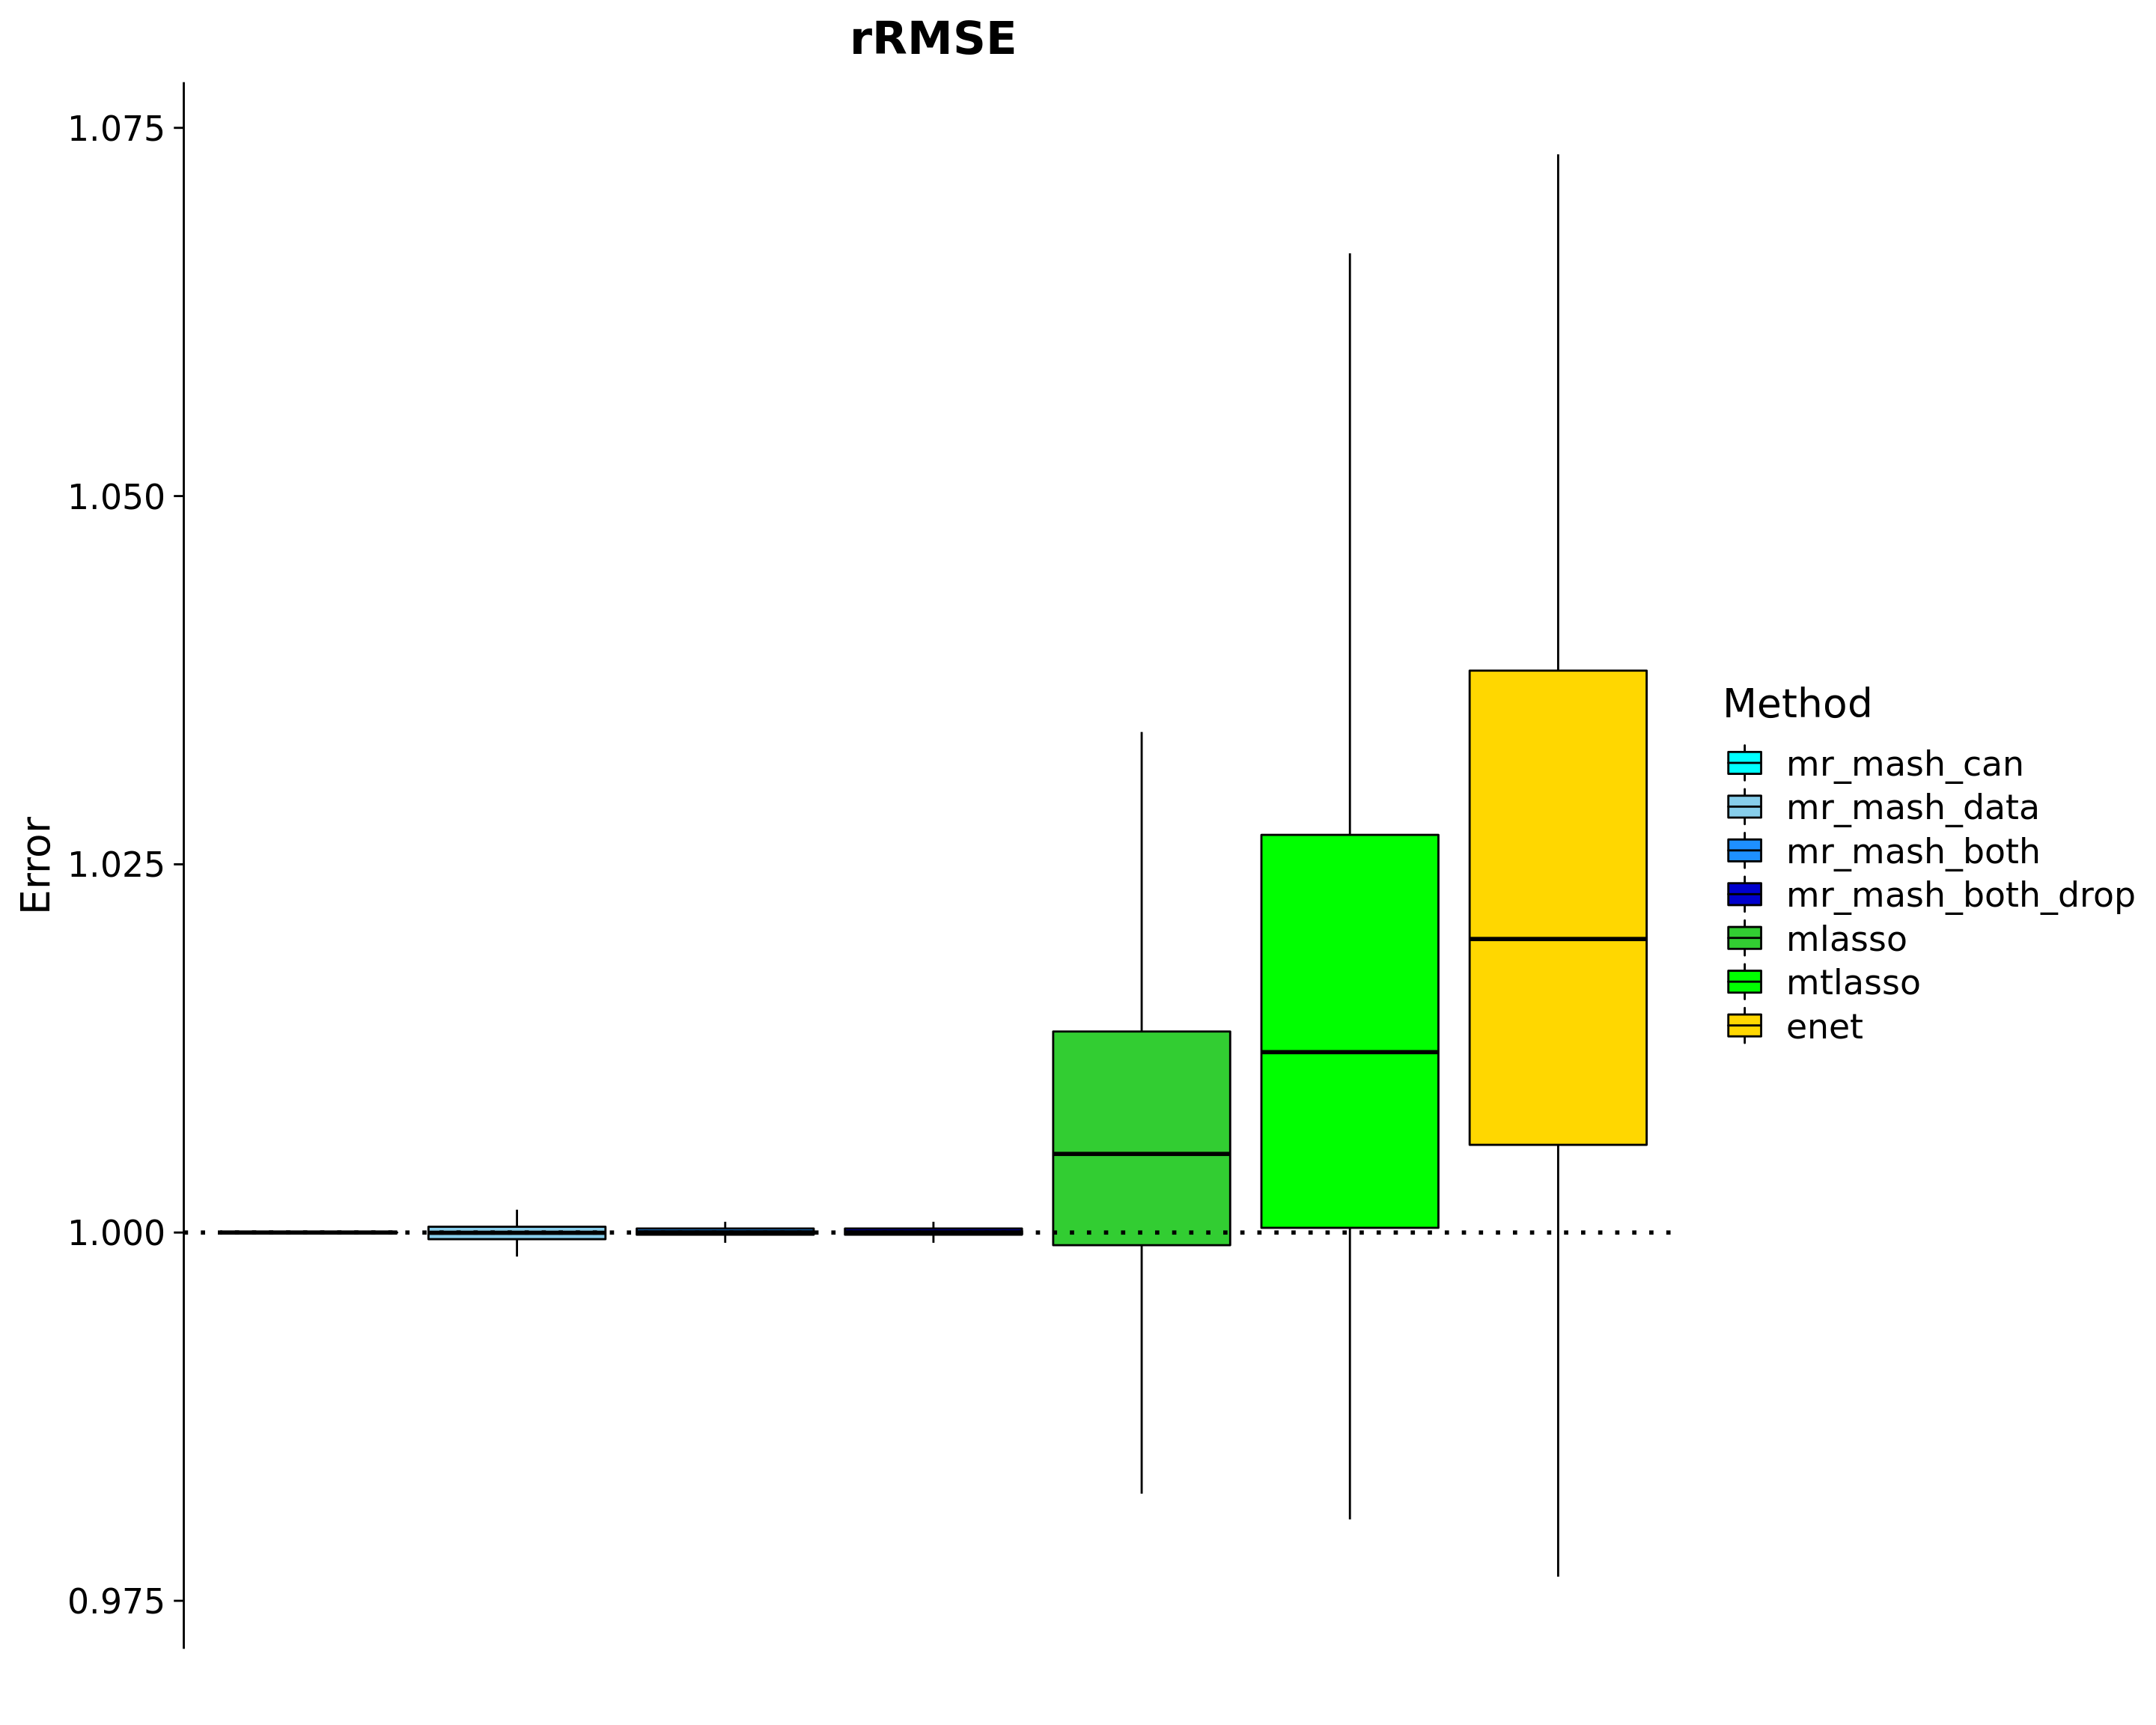 rRMSE
1.075
1.050
1.025
1.000
0.975
Error
Method
mr_mash_can
mr_mash_data
mr_mash_both
mr_mash_both_drop
mlasso
mtlasso
enet